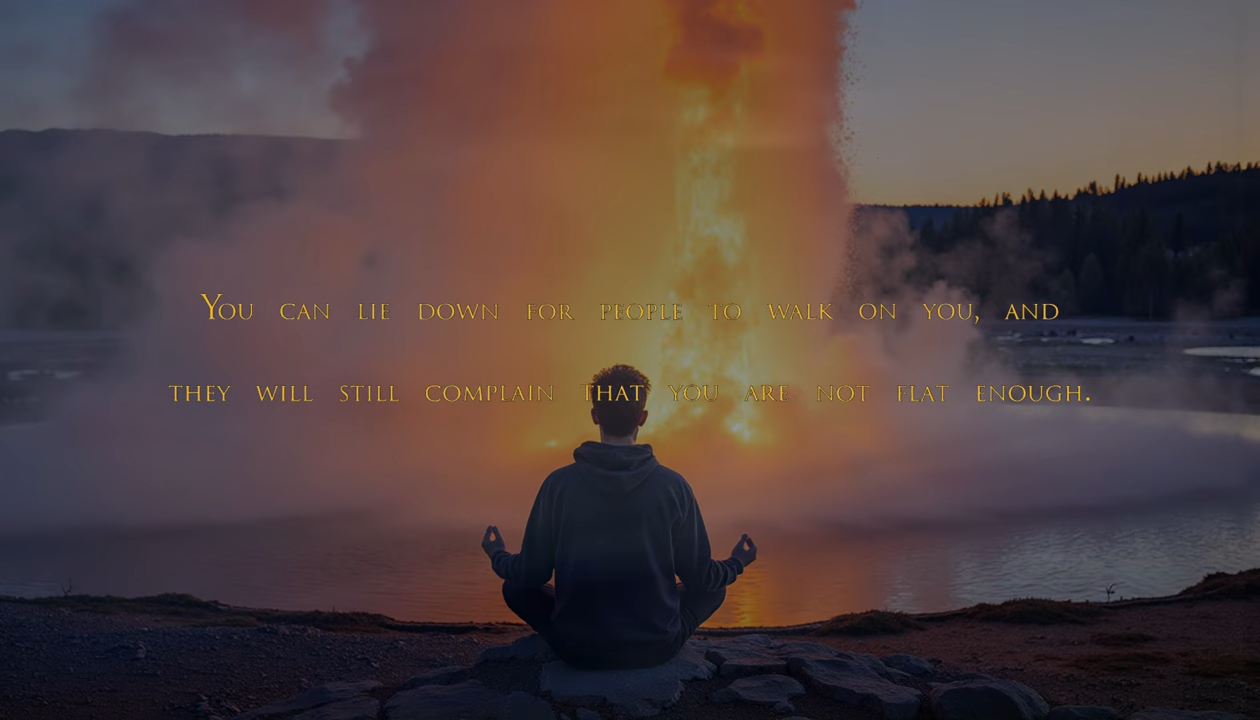 You can lie down for people to walk on you, and
they will still complain that you are not flat enough.